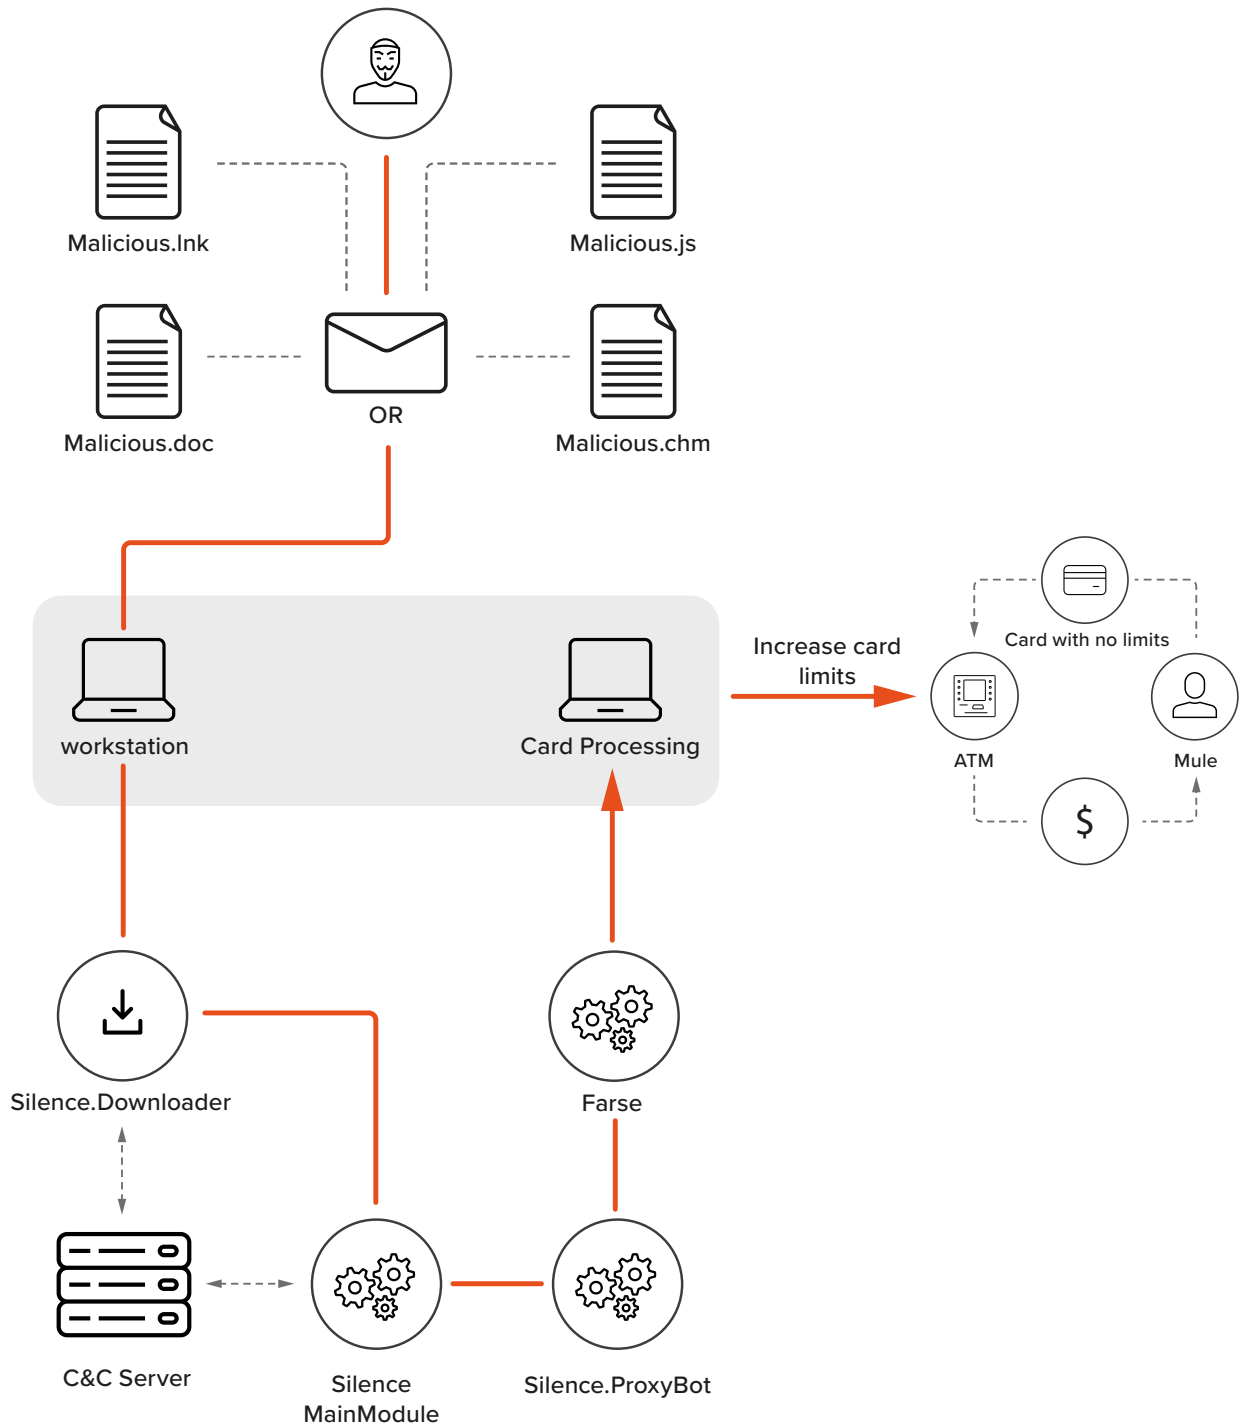 Malicious.lnk
Malicious.js
OR
Malicious.doc
Malicious.chm
Increase card
limits
Card with no limits
workstation
Card Processing
ATM
Mule
$
Silence.Downloader
Farse
C&C Server
Silence
MainModule
Silence.ProxyBot